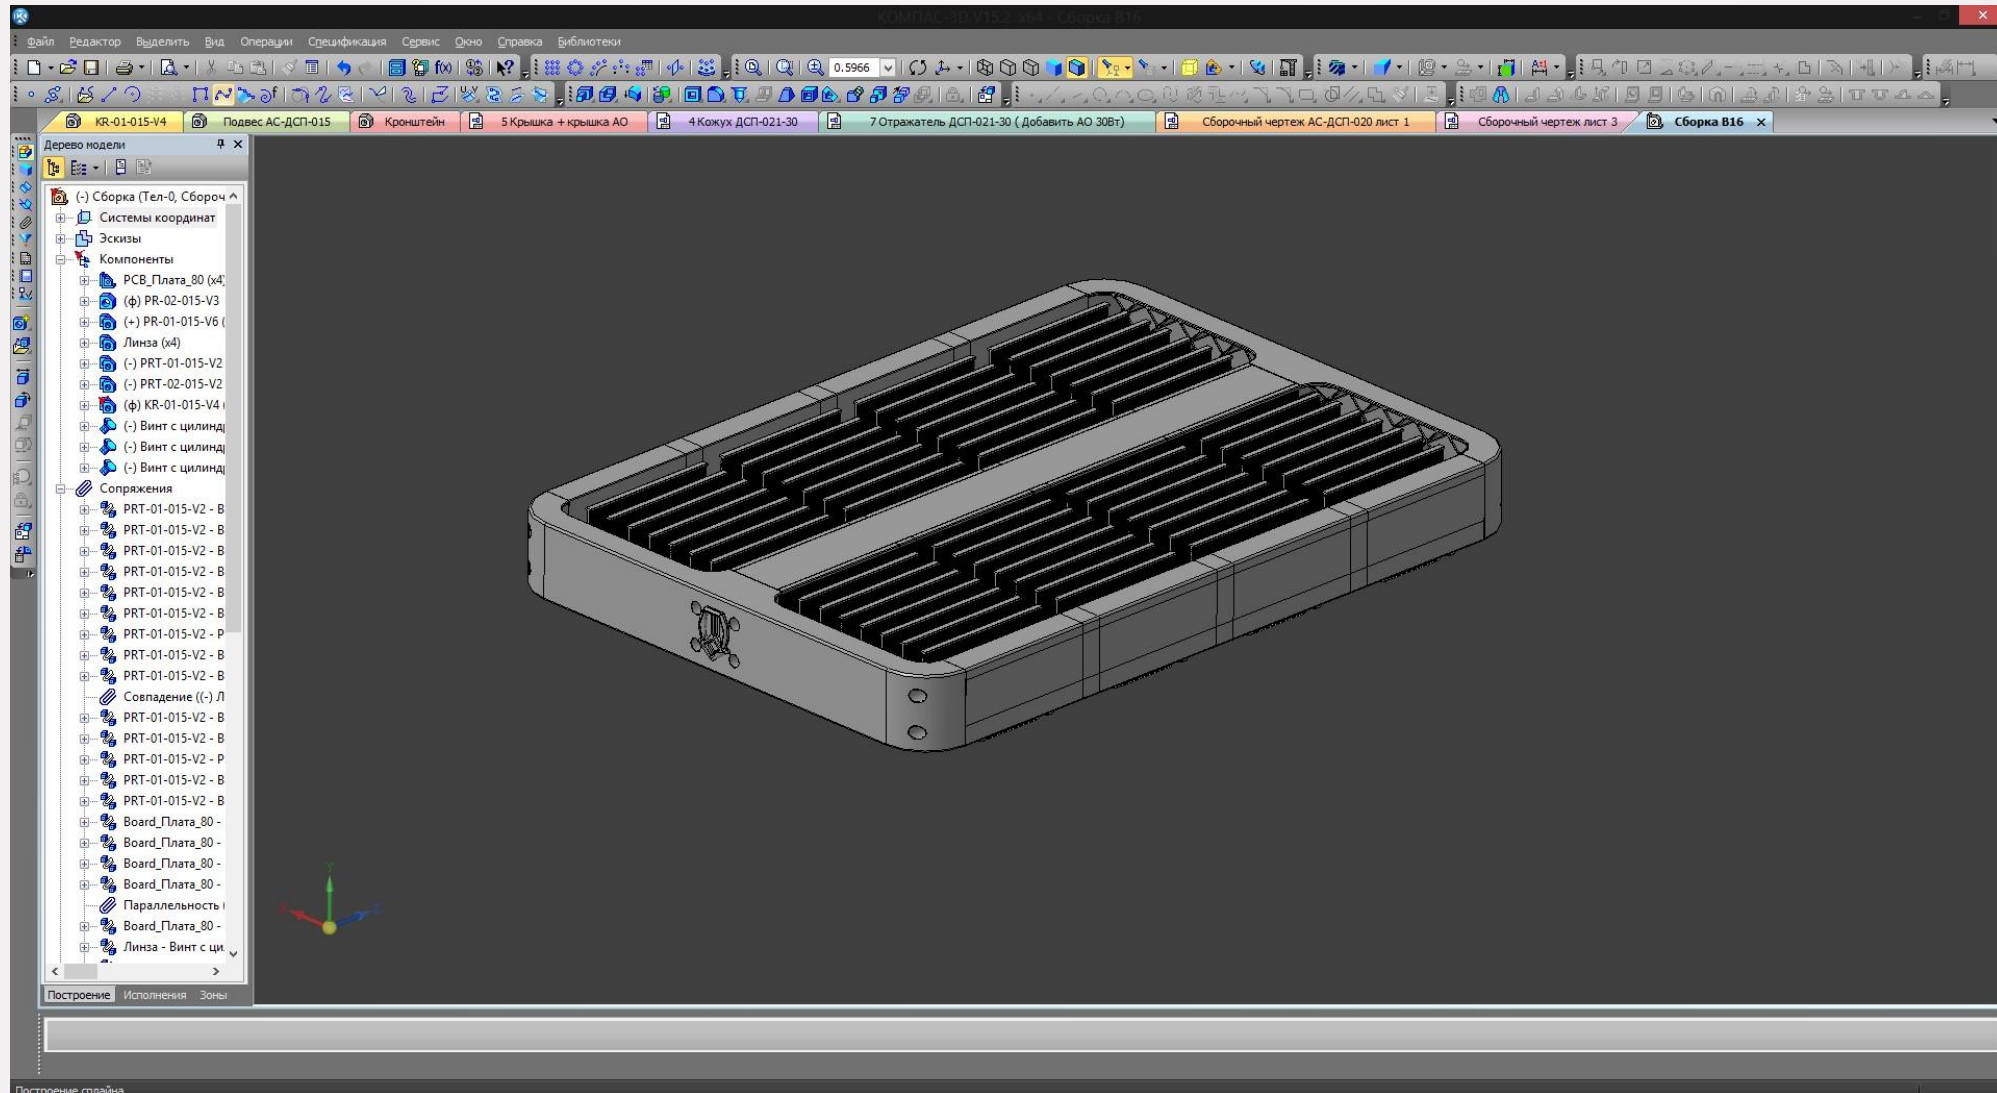 КОМПАС-3D V15.2 x64 - Сборка B16
Файл Редактор Выделить Вид Операции Спецификация Сервис Окно Справка Библиотеки
0.5966
KR-01-015-V4 Подвес АС-ДСП-015 Кронштейн 5 Крышка + крышка АО 4 Кожух ДСП-021-30 7 Отражатель ДСП-021-30 ( Добавить АО 30Вт) Сборочный чертеж АС-ДСП-020 лист 1 Сборочный чертеж лист 3 Сборка B16
Дерево модели
(-) Сборка (Тел-0, Сбороч
Системы координат
Эскизы
Компоненты
PCB_Плата_80 (x4)
(ф) PR-02-015-V3
(+) PR-01-015-V6 (
Линза (x4)
(-) PRT-01-015-V2
(-) PRT-02-015-V2
(ф) KR-01-015-V4 (
(-) Винт с цилинд
(-) Винт с цилинд
(-) Винт с цилинд
Сопряжения
PRT-01-015-V2 - В
PRT-01-015-V2 - В
PRT-01-015-V2 - В
PRT-01-015-V2 - В
PRT-01-015-V2 - В
PRT-01-015-V2 - В
PRT-01-015-V2 - P
PRT-01-015-V2 - В
PRT-01-015-V2 - В
Совпадение ((-) Л
PRT-01-015-V2 - В
PRT-01-015-V2 - В
PRT-01-015-V2 - P
PRT-01-015-V2 - В
PRT-01-015-V2 - В
Board_Плата_80 -
Board_Плата_80 -
Board_Плата_80 -
Board_Плата_80 -
Параллельность (
Board_Плата_80 -
Линза - Винт с ци
Y
X Z
Построение Исполнения Зоны
Построение сплайна